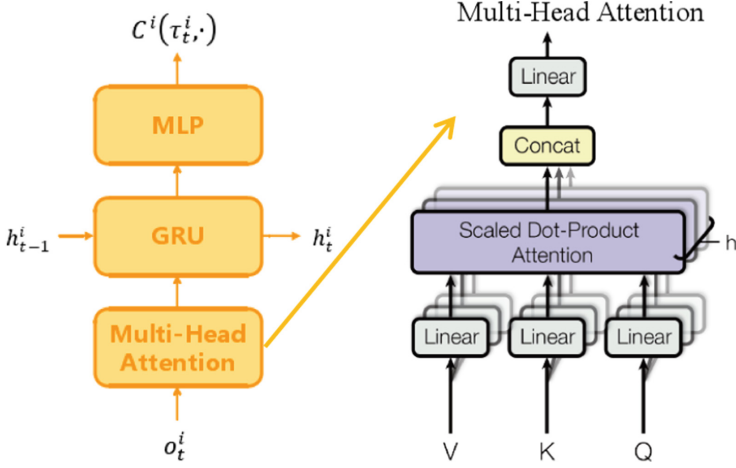 C^i(τ_t^i,·)
MLP
h_{t-1}^i
GRU
h_t^i
Multi-Head
Attention
o_t^i
Multi-Head Attention
Linear
Concat
Scaled Dot-Product
Attention
h
Linear
Linear
Linear
V
K
Q